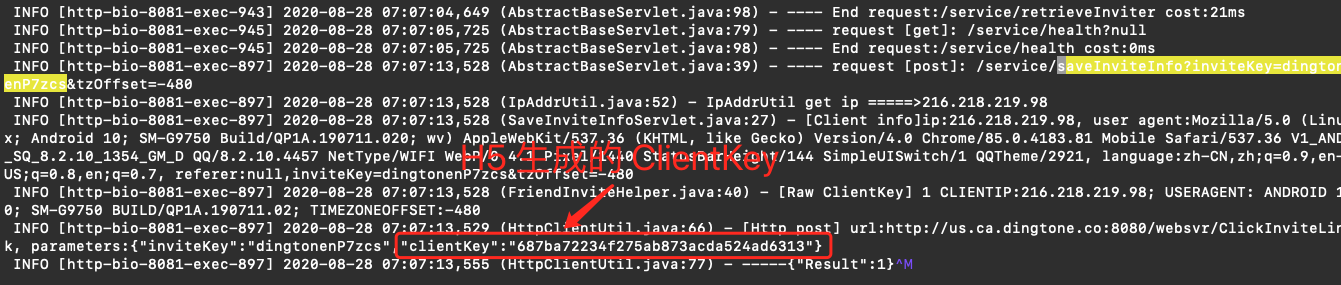 INFO [http-bio-8081-exec-943] 2020-08-28 07:07:04,649 (AbstractBaseServlet.java:98) - ---- End request:/service/retrieveInviter cost:21ms
INFO [http-bio-8081-exec-945] 2020-08-28 07:07:05,725 (AbstractBaseServlet.java:79) - ---- request [get]: /service/health?null
INFO [http-bio-8081-exec-945] 2020-08-28 07:07:05,725 (AbstractBaseServlet.java:98) - ---- End request:/service/health cost:0ms
INFO [http-bio-8081-exec-897] 2020-08-28 07:07:13,528 (AbstractBaseServlet.java:39) - ---- request [post]: /service/saveInviteInfo?inviteKey=dington
enP7zcs&tzOffset=-480
INFO [http-bio-8081-exec-897] 2020-08-28 07:07:13,528 (IpAddrUtil.java:52) - IpAddrUtil get ip =====>216.218.219.98
INFO [http-bio-8081-exec-897] 2020-08-28 07:07:13,528 (SaveInviteInfoServlet.java:27) - [Client info]ip:216.218.219.98, user agent:Mozilla/5.0 (Linu
x; Android 10; SM-G9750 Build/QP1A.190711.020; wv) AppleWebKit/537.36 (KHTML, like Gecko) Version/4.0 Chrome/85.0.4183.81 Mobile Safari/537.36 V1_AND
_SQ_8.2.10_1354_GM_D QQ/8.2.10.4457 NetType/WIFI StatusBarHeight/144 SimpleUISwitch/1 QQTheme/2921, language:zh-CN,zh;q=0.9,en-
US;q=0.8,en;q=0.7, referer:null,inviteKey=dingtonenP7zcs&tzOffset=-480
H5 生成的 ClientKey
INFO [http-bio-8081-exec-897] 2020-08-28 07:07:13,528 (FriendInviteHelper.java:40) - [Raw ClientKey] 1 CLIENTIP:216.218.219.98; USERAGENT: ANDROID 1
0; SM-G9750 BUILD/QP1A.190711.02; TIMEZONEOFFSET:-480
INFO [http-bio-8081-exec-897] 2020-08-28 07:07:13,529 (HttpClientUtil.java:66) - [Http post] url:http://us.ca.dingtone.co:8080/websvr/ClickInviteLin
k, parameters:{"inviteKey":"dingtonenP7zcs","clientKey":"687ba72234f275ab873acda524ad6313"}
INFO [http-bio-8081-exec-897] 2020-08-28 07:07:13,555 (HttpClientUtil.java:77) - -----{"Result":1}^M